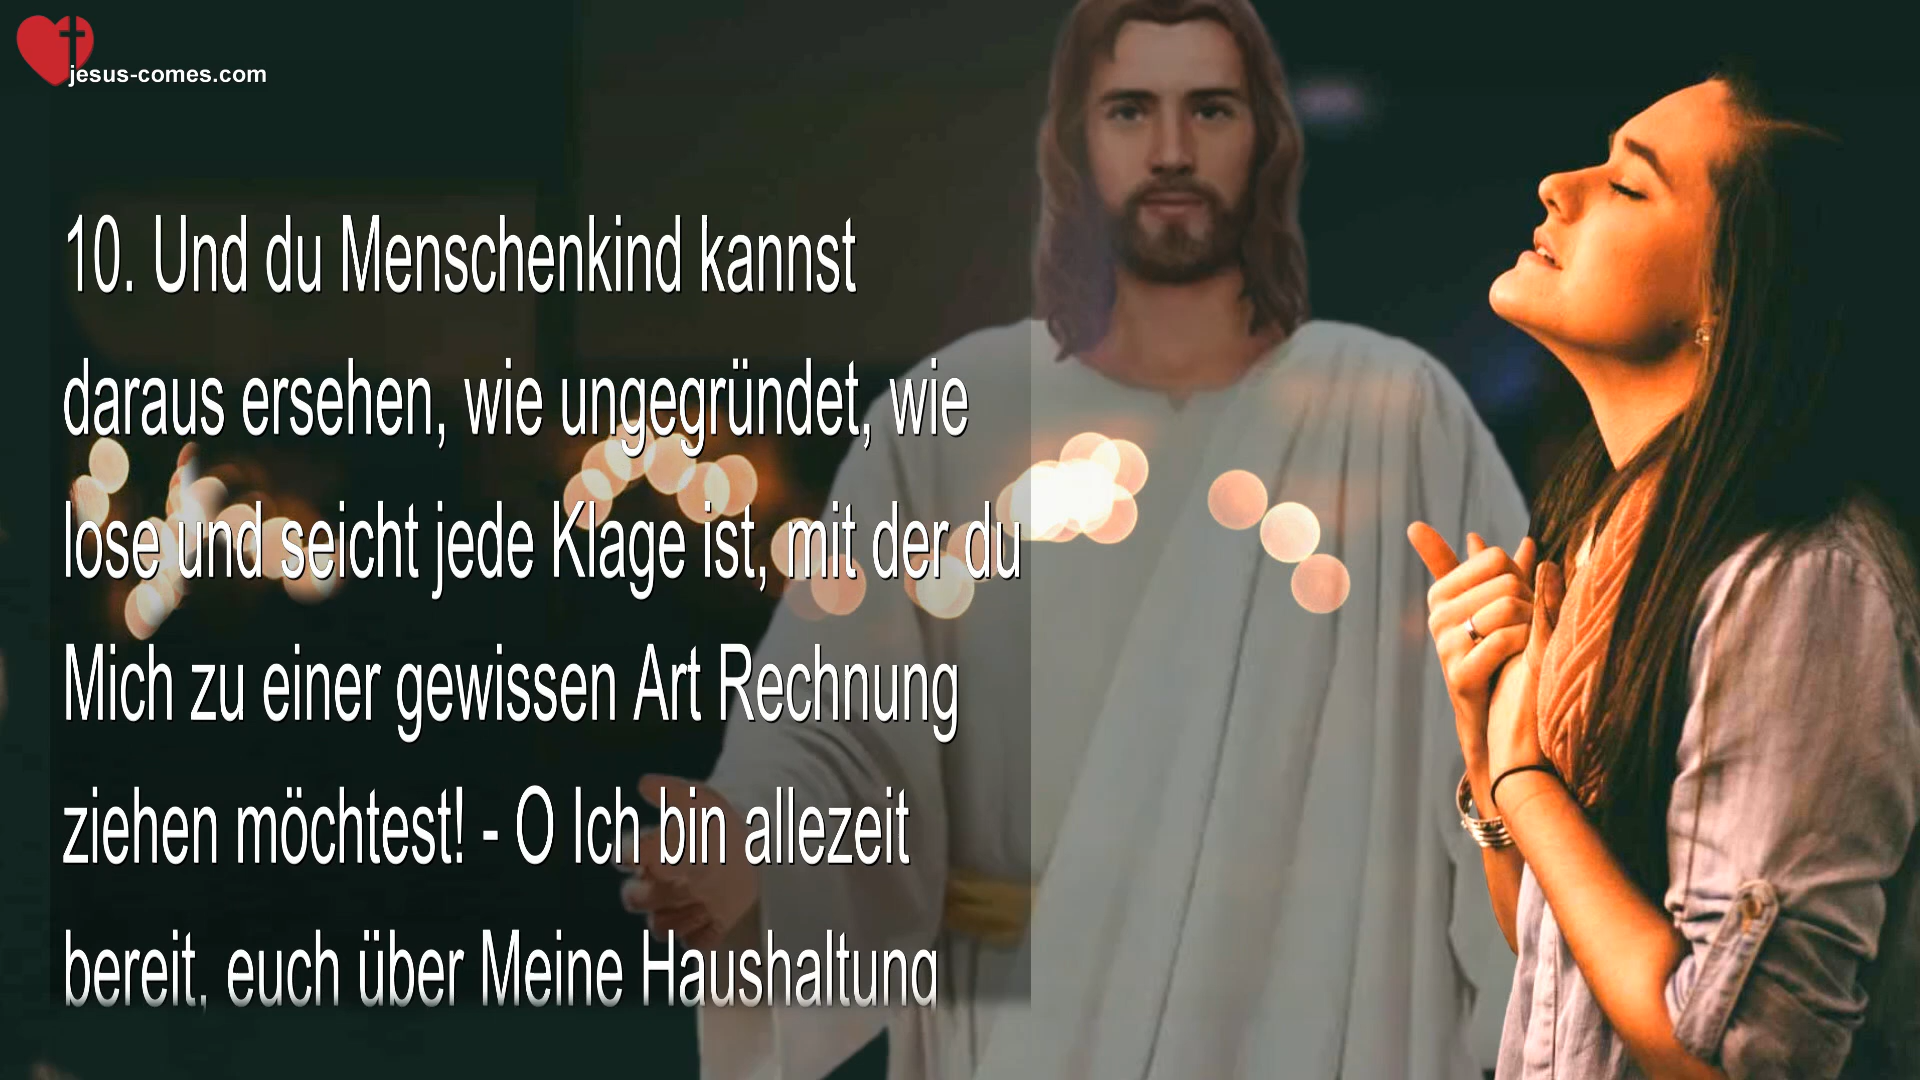 jesus-comes.com
10. Und du Menschenkind kannst
daraus ersehen, wie ungegründet, wie
lose und seicht jede Klage ist, mit der du
Mich zu einer gewissen Art Rechnung
ziehen möchtest! - O Ich bin allezeit
bereit, euch über Meine Haushaltung